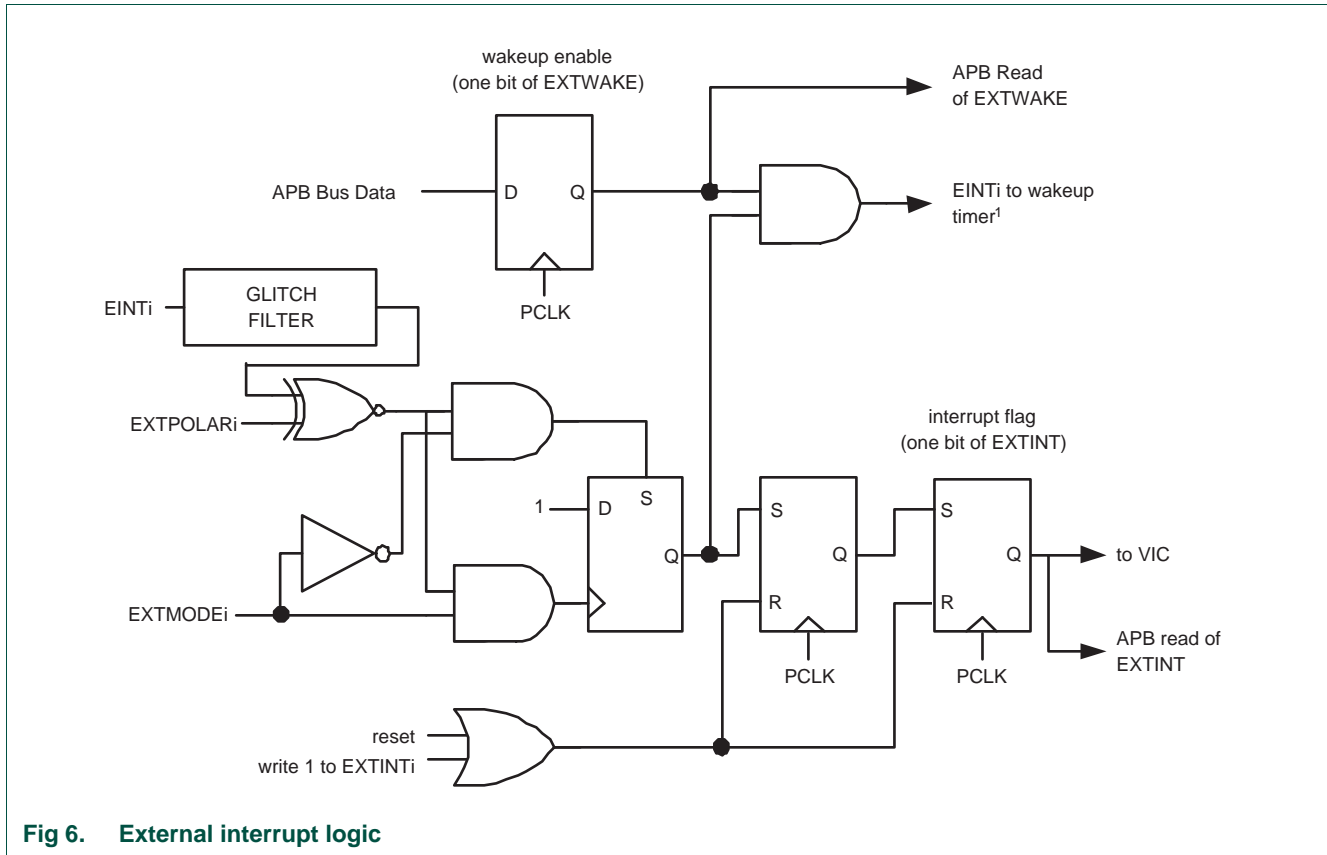 wakeup enable
(one bit of EXTWAKE)
APB Read
of EXTWAKE
APB Bus Data
D
Q
PCLK
EINTi to wakeup
timer¹
EINTi
GLITCH
FILTER
EXTPOLARi
EXTMODEi
1
D
S
Q
S
Q
R
PCLK
interrupt flag
(one bit of EXTINT)
S
Q
R
PCLK
to VIC
APB read of
EXTINT
reset
write 1 to EXTINTi
Fig 6. External interrupt logic